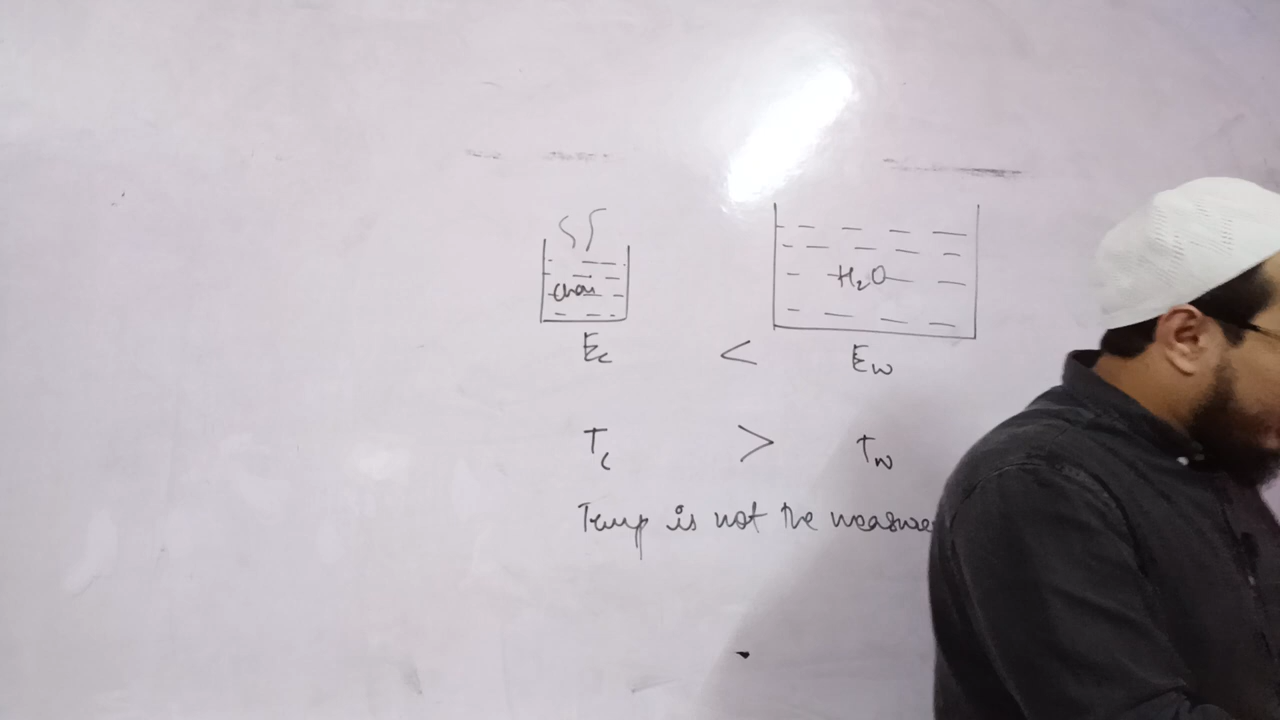 chai
H₂O
Ec < Ew
Tc > Tw
Temp is not the measure